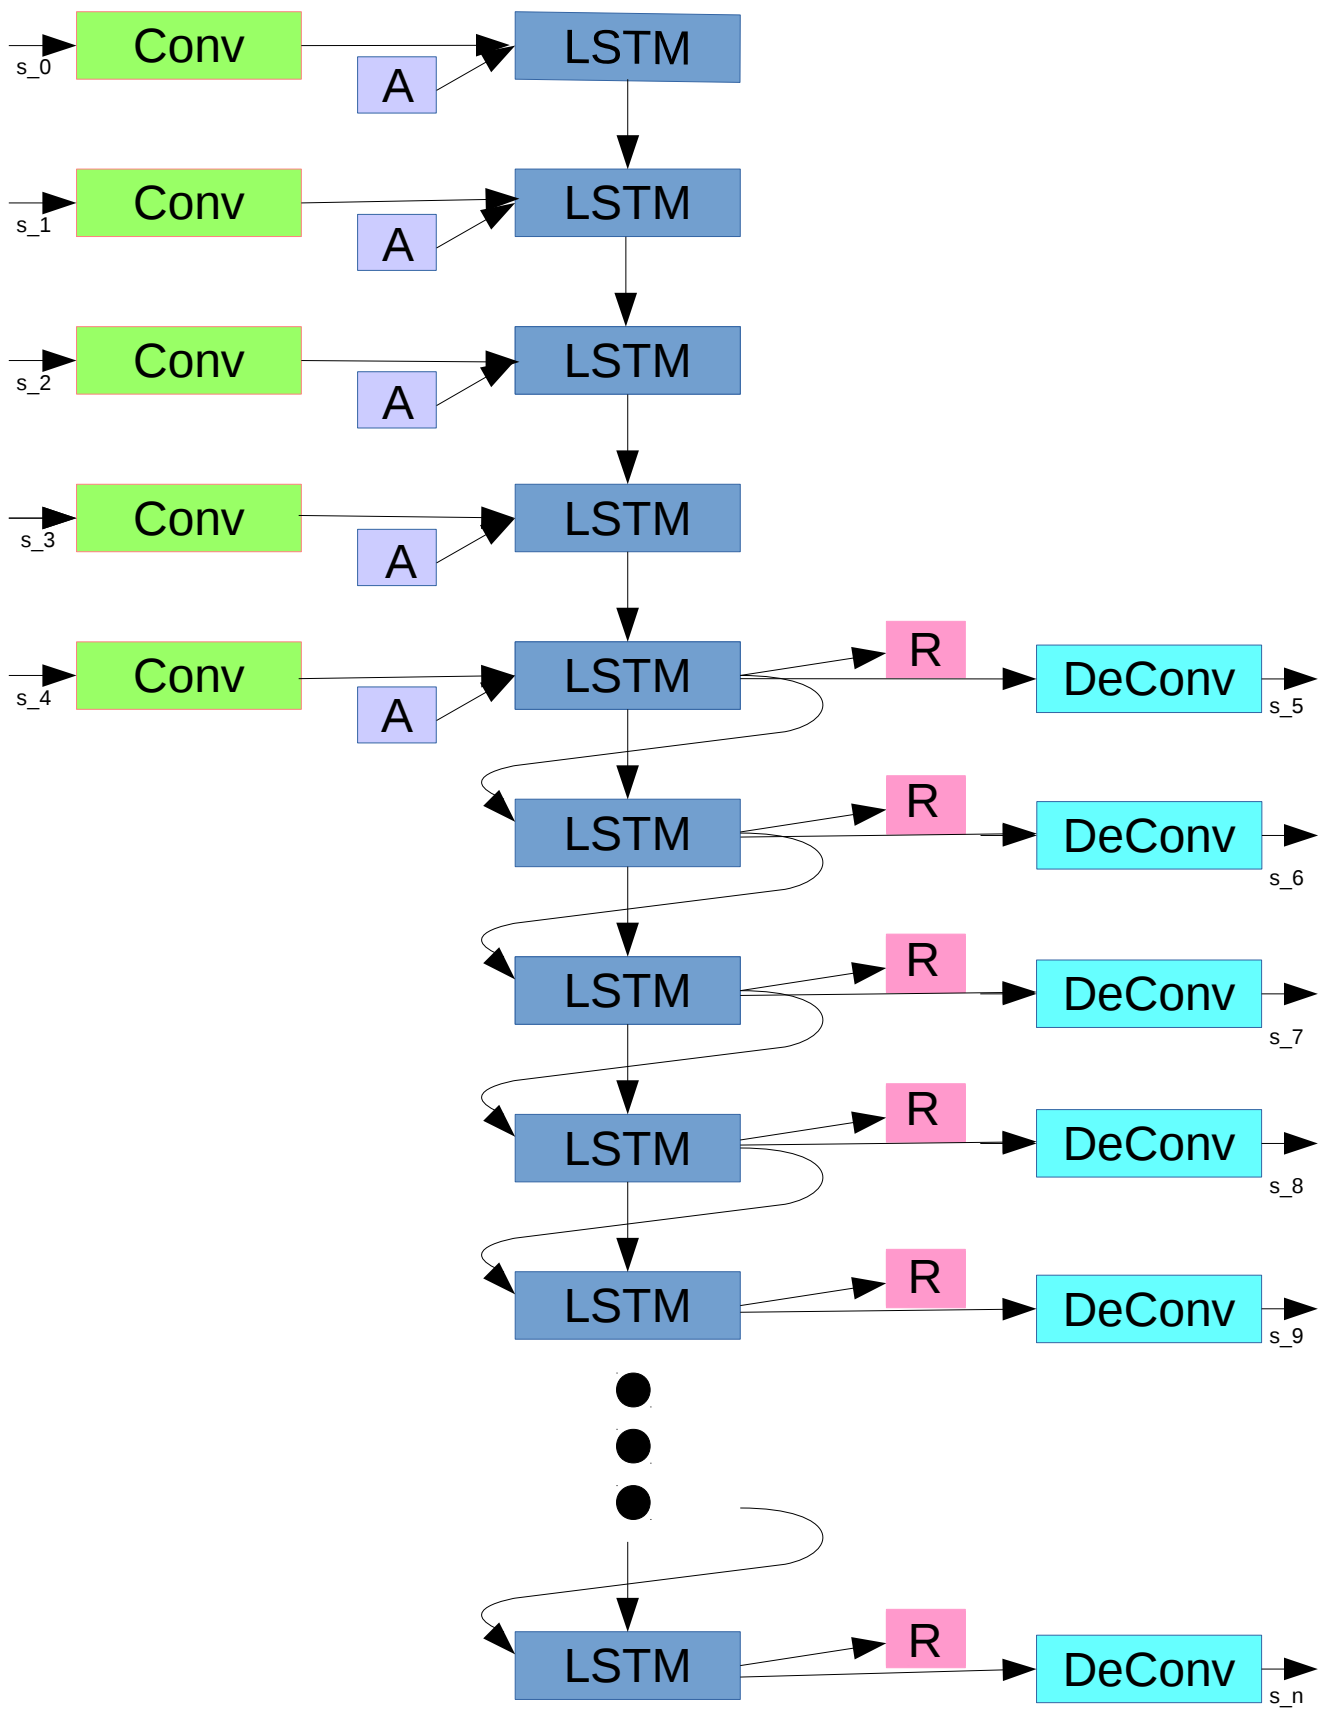 Conv
LSTM
s_0
A
Conv
LSTM
s_1
A
Conv
LSTM
s_2
A
Conv
LSTM
s_3
A
R
Conv
LSTM
DeConv
s_4
s_5
A
R
LSTM
DeConv
s_6
R
LSTM
DeConv
s_7
R
LSTM
DeConv
s_8
R
LSTM
DeConv
s_9
R
LSTM
DeConv
s_n